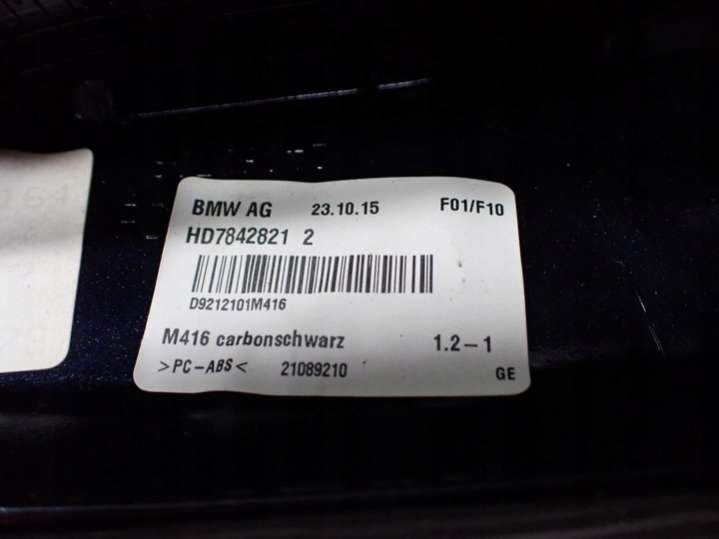 BMW AG 23.10.15 F01/F10
HD7842821 2
D9212101M416
M416 carbonschwarz 1.2-1
>PC-ABS< 21089210 GE